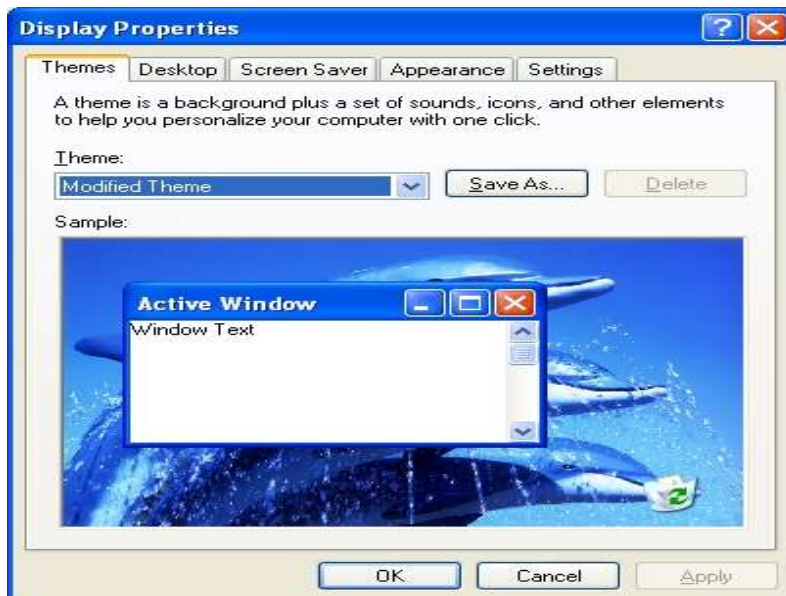 Display Properties
Themes Desktop Screen Saver Appearance Settings
A theme is a background plus a set of sounds, icons, and other elements
to help you personalize your computer with one click.
Theme:
Modified Theme Save As... Delete
Sample:
Active Window
Window Text
OK Cancel Apply